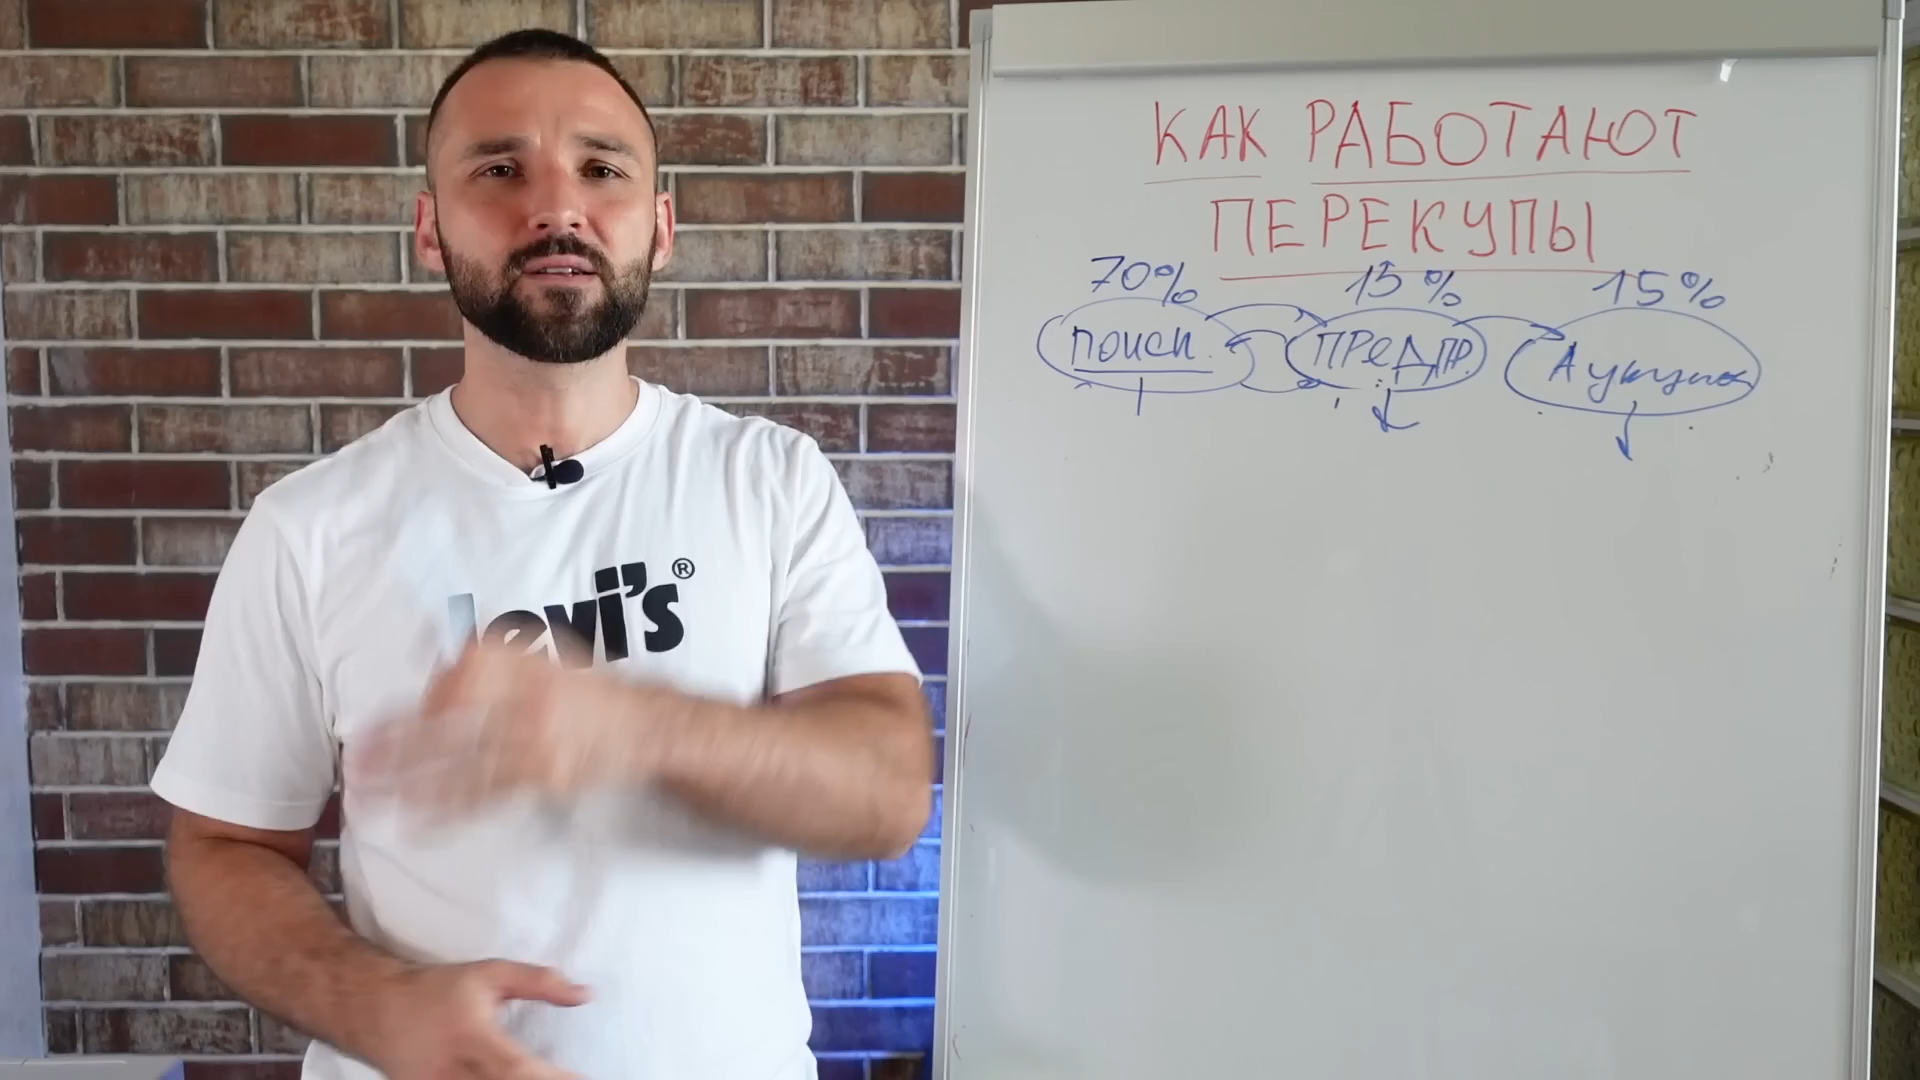 КАК РАБОТАЮТ
ПЕРЕКУПЫ
70% 15% 15%
поиск ПРЕДПР. Аукцион
levi's®